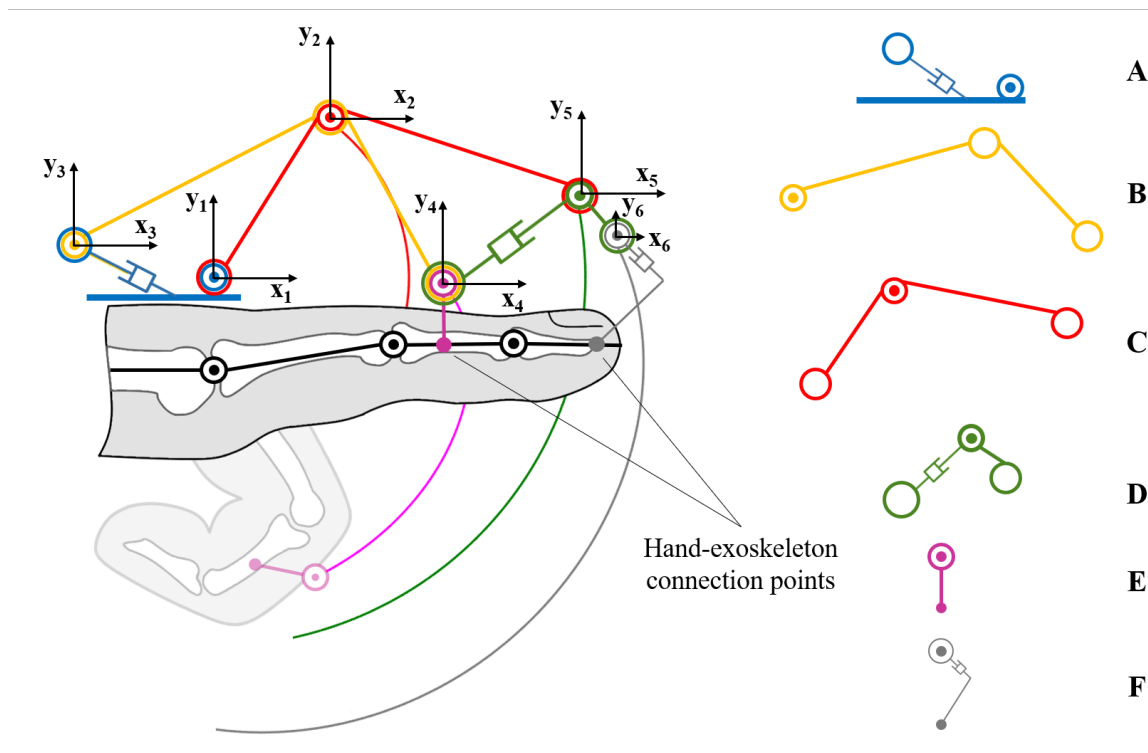 y₂
x₂
A
y₅
x₅
B
y₃
x₃
y₁
x₁
y₄
x₄
y₆
x₆
C
D
Hand-exoskeleton
connection points
E
F